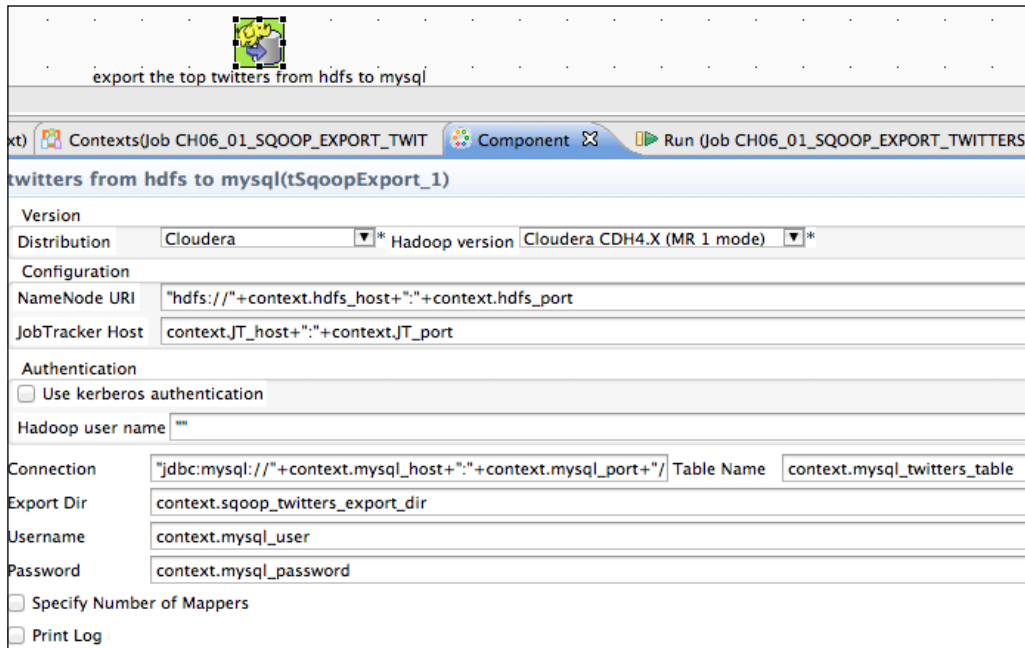 export the top twitters from hdfs to mysql
xt) Contexts(Job CH06_01_SQOOP_EXPORT_TWIT Component Run (Job CH06_01_SQOOP_EXPORT_TWITTERS
twitters from hdfs to mysql(tSqoopExport_1)
Version
Distribution Cloudera * Hadoop version Cloudera CDH4.X (MR 1 mode) *
Configuration
NameNode URI "hdfs://"+context.hdfs_host+":"+context.hdfs_port
JobTracker Host context.JT_host+":"+context.JT_port
Authentication
Use kerberos authentication
Hadoop user name ""
Connection "jdbc:mysql://"+context.mysql_host+":"+context.mysql_port+"/ Table Name context.mysql_twitters_table
Export Dir context.sqoop_twitters_export_dir
Username context.mysql_user
Password context.mysql_password
Specify Number of Mappers
Print Log